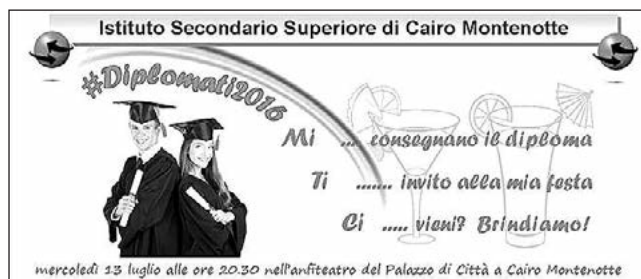 Istituto Secondario Superiore di Cairo Montenotte
#Diplomati2016
Mi .... consegnano il diploma
Ti ....... invito alla mia festa
Ci ..... vieni? Brindiamo!
mercoledì 13 luglio alle ore 20.30 nell'anfiteatro del Palazzo di Città a Cairo Montenotte